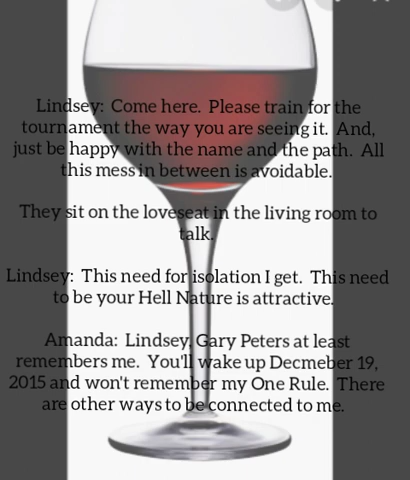 Lindsey:  Come here.  Please train for the
tournament the way you are seeing it.  And,
just be happy with the name and the path.  All
this mess in between is avoidable.
They sit on the loveseat in the living room to
talk.
Lindsey:  This need for isolation I get.  This need
to be your Hell Nature is attractive.
Amanda:  Lindsey. Gary Peters at least
remembers me.  You'll wake up Decmeber 19,
2015 and won't remember my One Rule.  There
are other ways to be connected to me.